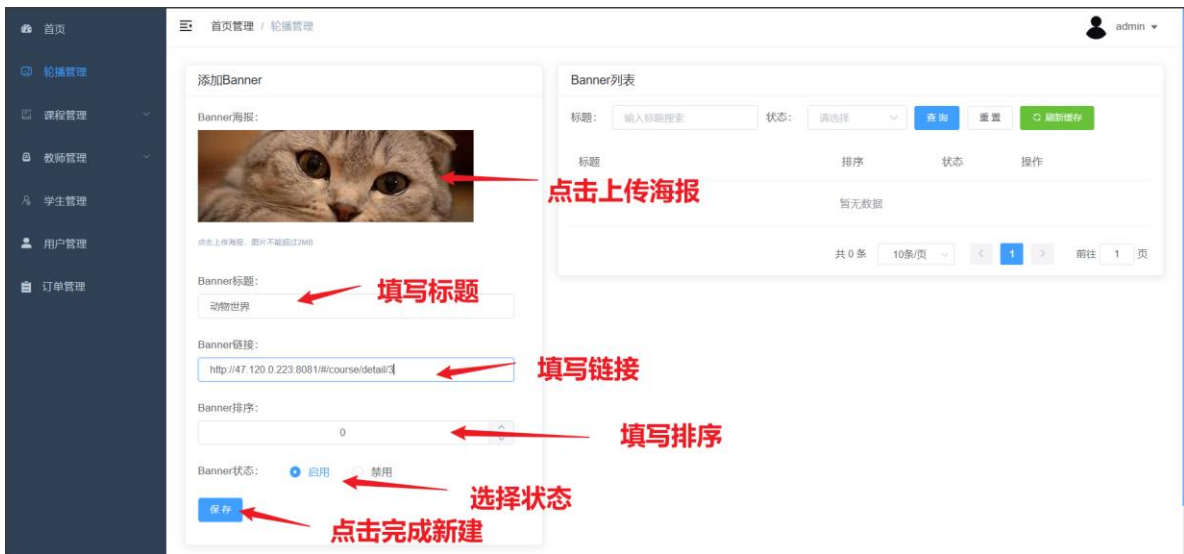 首页
首页管理 / 轮播管理
admin
轮播管理
课程管理
教师管理
学生管理
用户管理
订单管理
添加Banner
Banner海报：
点击上传海报
点击上传海报，图片不能超过2MB
Banner标题：
填写标题
动物世界
Banner链接：
http://47.120.0.223:8081/#/course/detail/3
填写链接
Banner排序：
0
填写排序
Banner状态：
启用
禁用
选择状态
保存
点击完成新建
Banner列表
标题： 输入标题搜索 状态： 请选择 查询 重置 刷新缓存
标题 排序 状态 操作
暂无数据
共 0 条 10条/页 < 1 > 前往 1 页